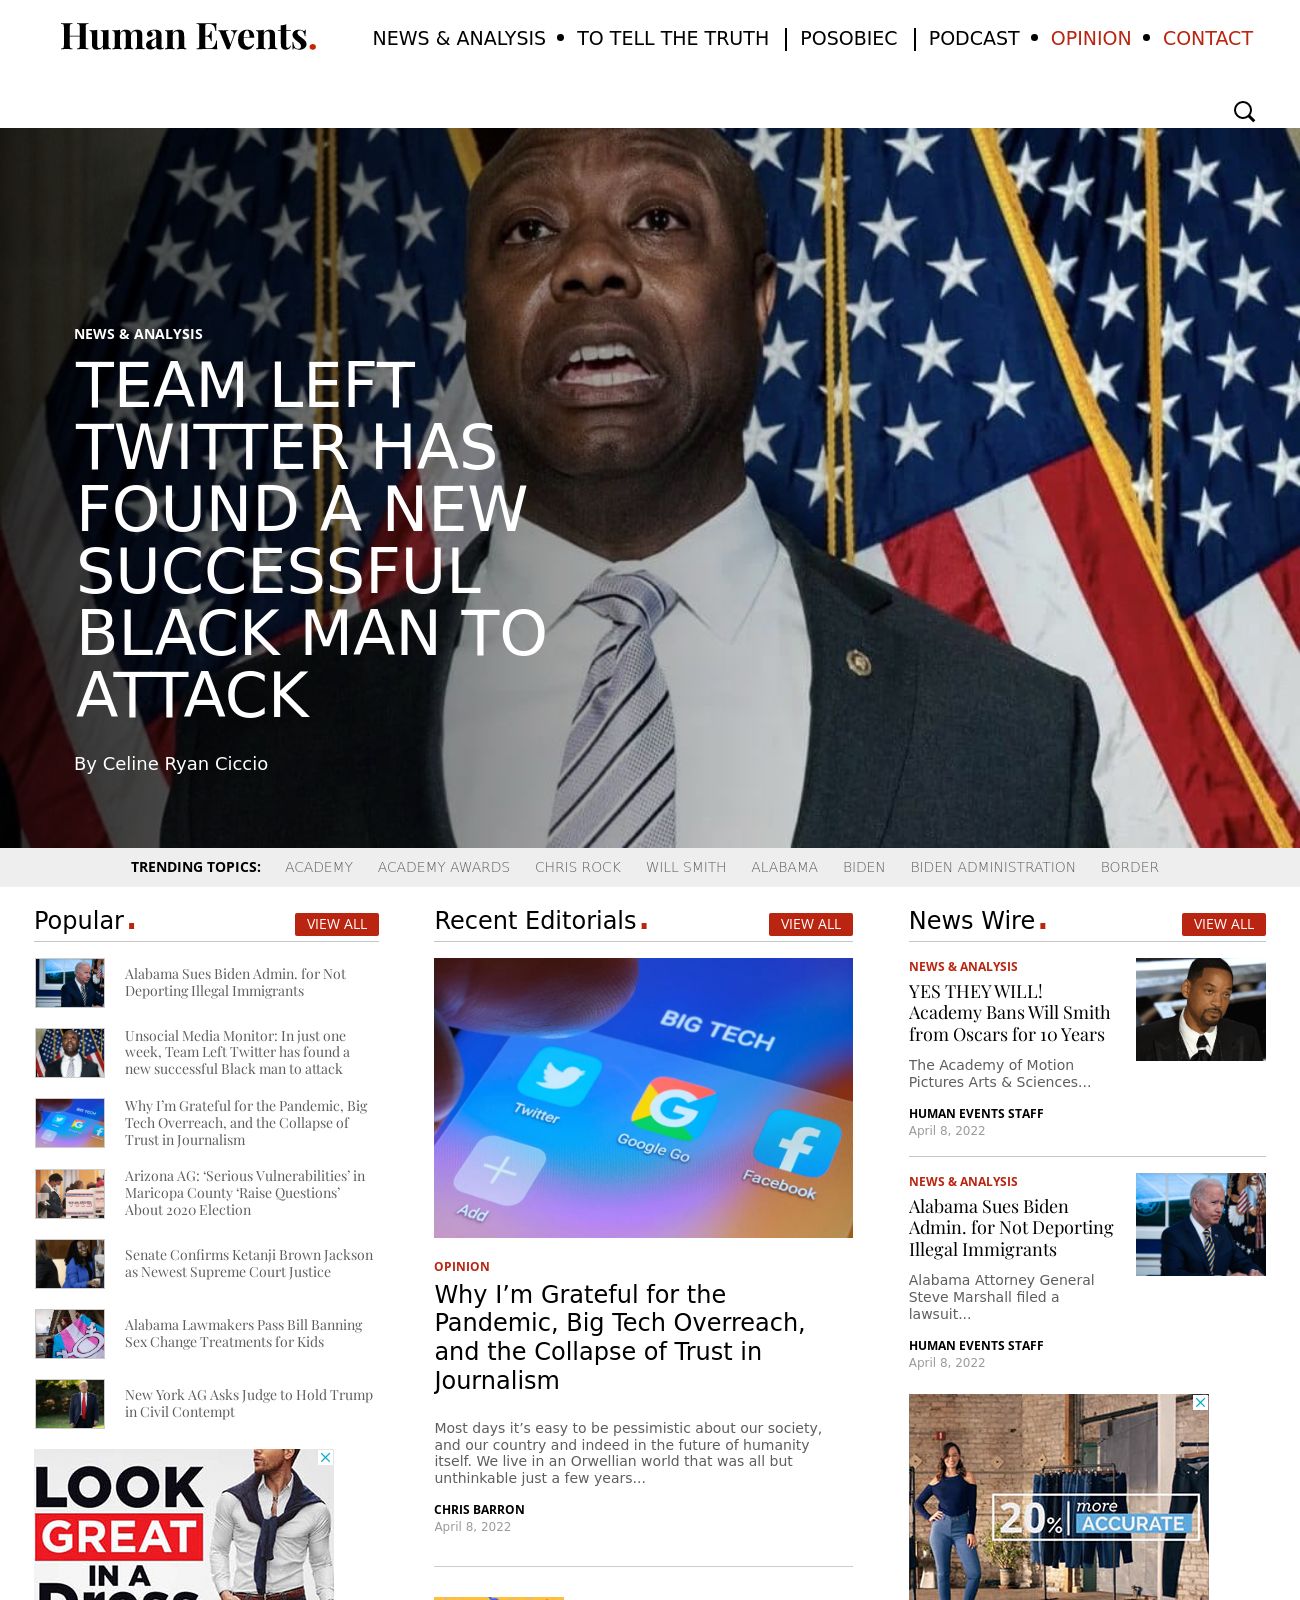 Human Events.
NEWS & ANALYSIS • TO TELL THE TRUTH | POSOBIEC | PODCAST • OPINION • CONTACT
NEWS & ANALYSIS
TEAM LEFT
TWITTER HAS
FOUND A NEW
SUCCESSFUL
BLACK MAN TO
ATTACK
By Celine Ryan Ciccio
TRENDING TOPICS: ACADEMY ACADEMY AWARDS CHRIS ROCK WILL SMITH ALABAMA BIDEN BIDEN ADMINISTRATION BORDER
Popular.
VIEW ALL
Alabama Sues Biden Admin. for Not
Deporting Illegal Immigrants
Unsocial Media Monitor: In just one
week, Team Left Twitter has found a
new successful Black man to attack
BIG TECH
Why I’m Grateful for the Pandemic, Big
Tech Overreach, and the Collapse of
Trust in Journalism
Arizona AG: ‘Serious Vulnerabilities’ in
Maricopa County ‘Raise Questions’
About 2020 Election
Senate Confirms Ketanji Brown Jackson
as Newest Supreme Court Justice
Alabama Lawmakers Pass Bill Banning
Sex Change Treatments for Kids
New York AG Asks Judge to Hold Trump
in Civil Contempt
LOOK
GREAT
IN A
Dress
Recent Editorials.
VIEW ALL
BIG TECH
Twitter
Google Go
Facebook
Add
OPINION
Why I’m Grateful for the
Pandemic, Big Tech Overreach,
and the Collapse of Trust in
Journalism
Most days it’s easy to be pessimistic about our society,
and our country and indeed in the future of humanity
itself. We live in an Orwellian world that was all but
unthinkable just a few years...
CHRIS BARRON
April 8, 2022
News Wire.
VIEW ALL
NEWS & ANALYSIS
YES THEY WILL!
Academy Bans Will Smith
from Oscars for 10 Years
The Academy of Motion
Pictures Arts & Sciences...
HUMAN EVENTS STAFF
April 8, 2022
NEWS & ANALYSIS
Alabama Sues Biden
Admin. for Not Deporting
Illegal Immigrants
Alabama Attorney General
Steve Marshall filed a
lawsuit...
HUMAN EVENTS STAFF
April 8, 2022
20% more
ACCURATE